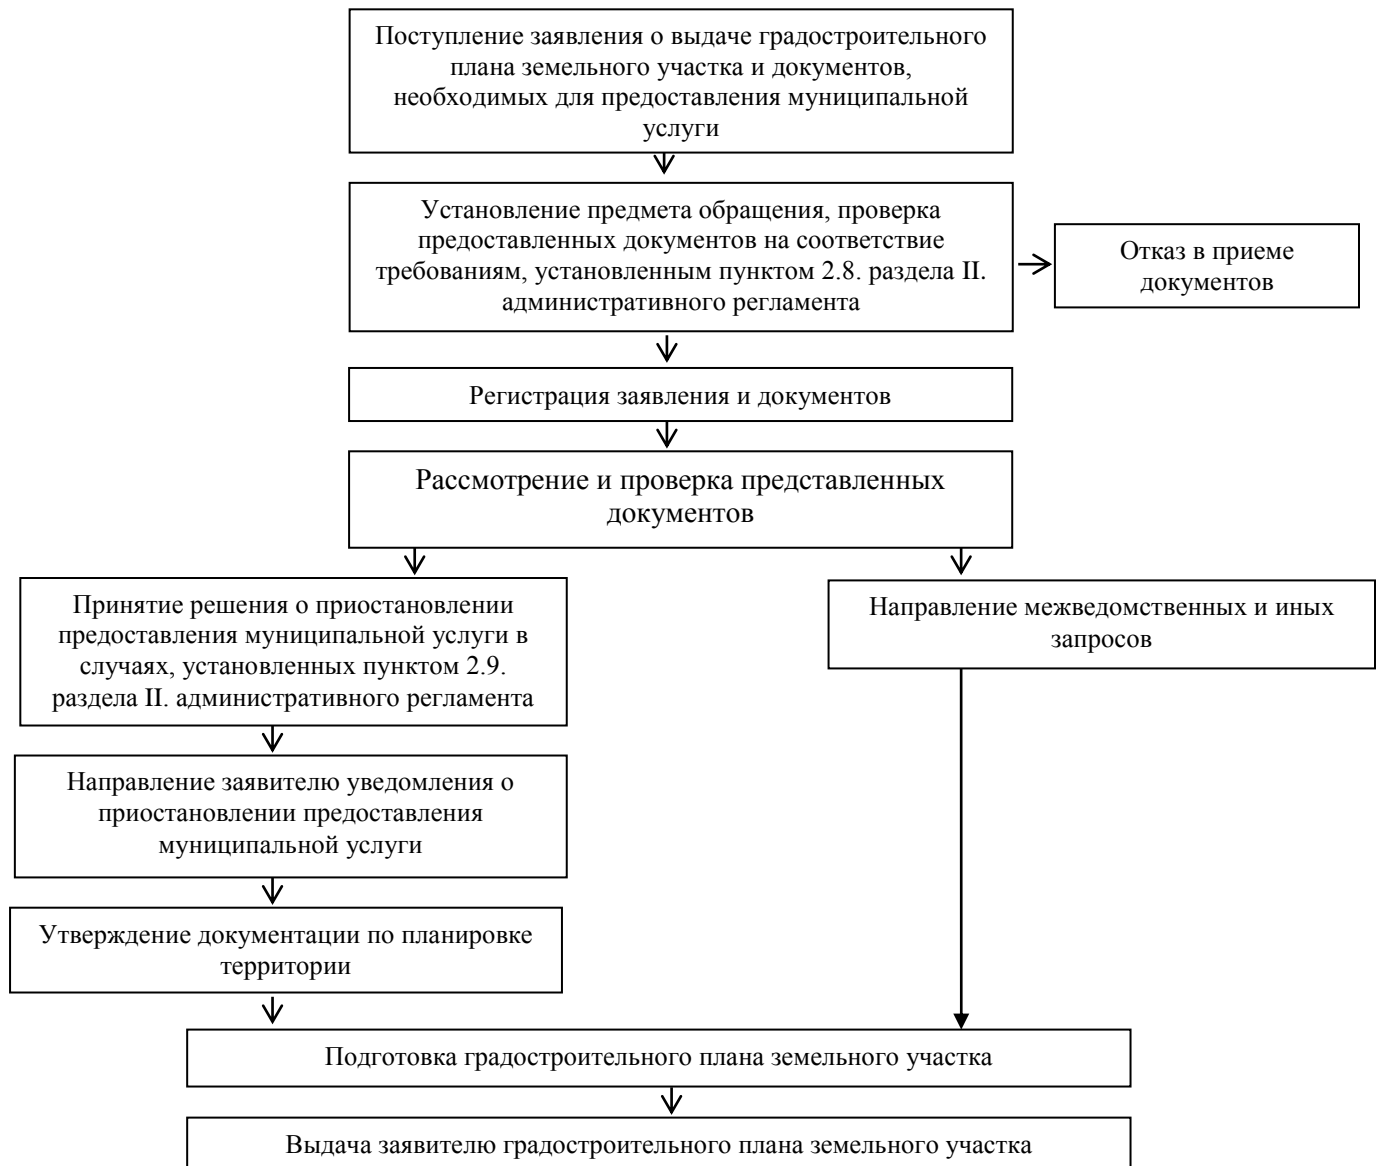 Поступление заявления о выдаче градостроительного
плана земельного участка и документов,
необходимых для предоставления муниципальной
услуги
Установление предмета обращения, проверка
предоставленных документов на соответствие
требованиям, установленным пунктом 2.8. раздела II.
административного регламента
Отказ в приеме
документов
Регистрация заявления и документов
Рассмотрение и проверка представленных
документов
Принятие решения о приостановлении
предоставления муниципальной услуги в
случаях, установленных пунктом 2.9.
раздела II. административного регламента
Направление межведомственных и иных
запросов
Направление заявителю уведомления о
приостановлении предоставления
муниципальной услуги
Утверждение документации по планировке
территории
Подготовка градостроительного плана земельного участка
Выдача заявителю градостроительного плана земельного участка